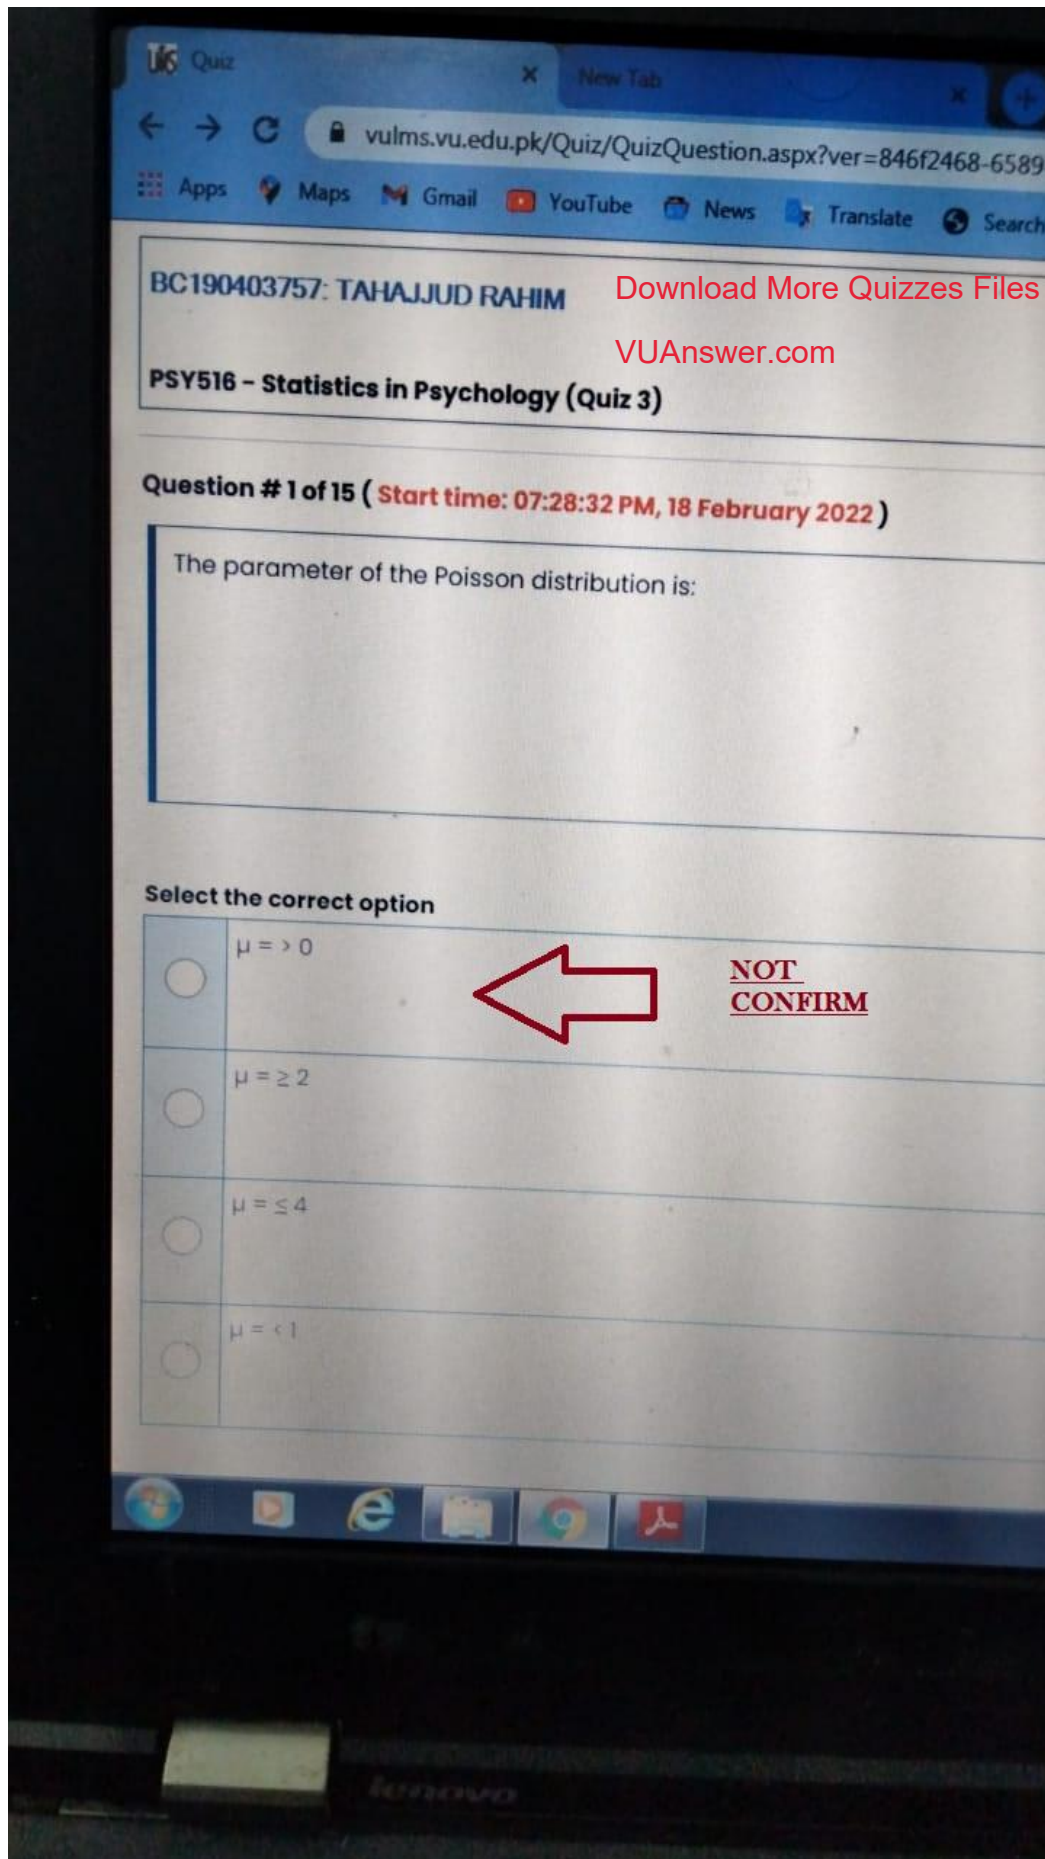 Quiz
New Tab
vulms.vu.edu.pk/Quiz/QuizQuestion.aspx?ver=846f2468-6589
Apps Maps Gmail YouTube News Translate Search
BC190403757: TAHAJJUD RAHIM
Download More Quizzes Files
VUAnswer.com
PSY516 - Statistics in Psychology (Quiz 3)
Question # 1 of 15 ( Start time: 07:28:32 PM, 18 February 2022 )
The parameter of the Poisson distribution is:
Select the correct option
μ = > 0
NOT
CONFIRM
μ = ≥ 2
μ = ≤ 4
μ = < 1
lenovo